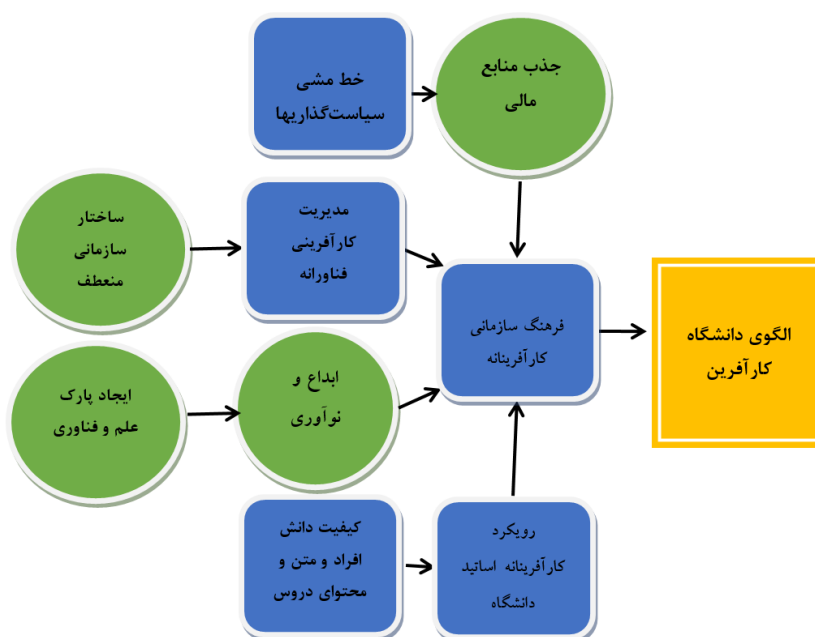 خط مشی
سیاست‌گذاریها
جذب منابع
مالی
ساختار
سازمانی
منعطف
مدیریت
کارآفرینی
فناورانه
فرهنگ سازمانی
کارآفرینانه
الگوی دانشگاه
کارآفرین
ایجاد پارک
علم و فناوری
ابداع و
نوآوری
کیفیت دانش
افراد و متن و
محتوای دروس
رویکرد
کارآفرینانه اساتید
دانشگاه